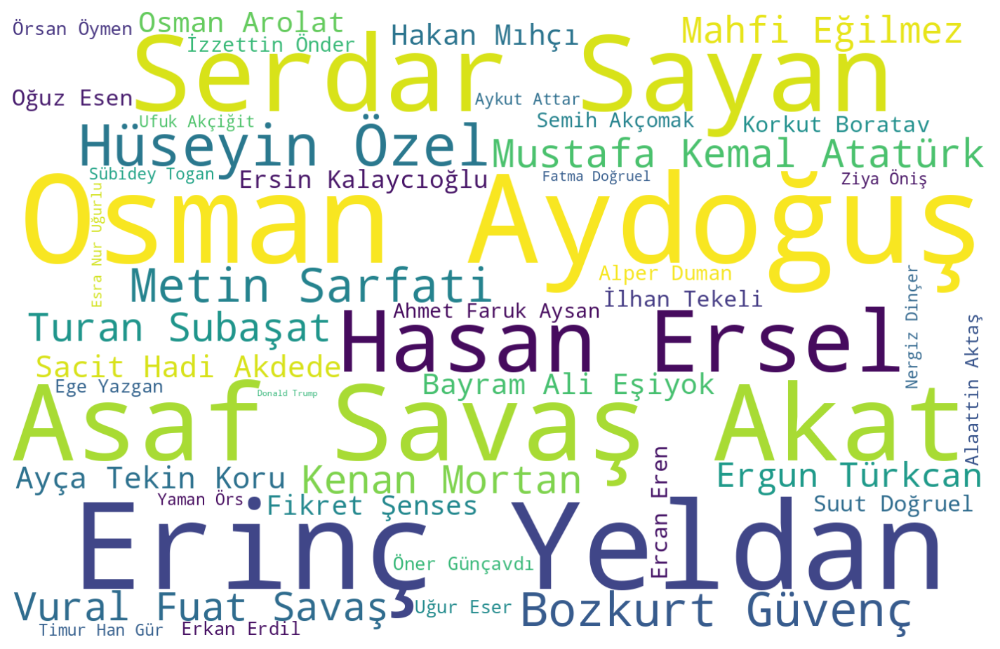 Örsan Öymen
Osman Arolat
İzzettin Önder
Hakan Mıhçı
Mahfi Eğilmez
Serdar Sayan
Oğuz Esen
Aykut Attar
Ufuk Akçiğit
Semih Akçomak
Korkut Boratav
Hüseyin Özel
Mustafa Kemal Atatürk
Sübidey Togan
Ersin Kalaycıoğlu
Fatma Doğruel
Ziya Öniş
Esra Nur Uğurlu
Osman Aydoğuş
Metin Sarfati
Alper Duman
İlhan Tekeli
Nergiz Dinçer
Ahmet Faruk Aysan
Turan Subaşat
Hasan Ersel
Alaattin Aktaş
Sacit Hadi Akdede
Ege Yazgan
Donald Trump
Bayram Ali Eşiyok
Asaf Savaş Akat
Ayça Tekin Koru
Kenan Mortan
Ercan Eren
Ergun Türkcan
Yaman Örs
Fikret Şenses
Suut Doğruel
Erinç Yeldan
Öner Günçavdı
Vural Fuat Savaş
Uğur Eser
Bozkurt Güvenç
Timur Han Gür
Erkan Erdil